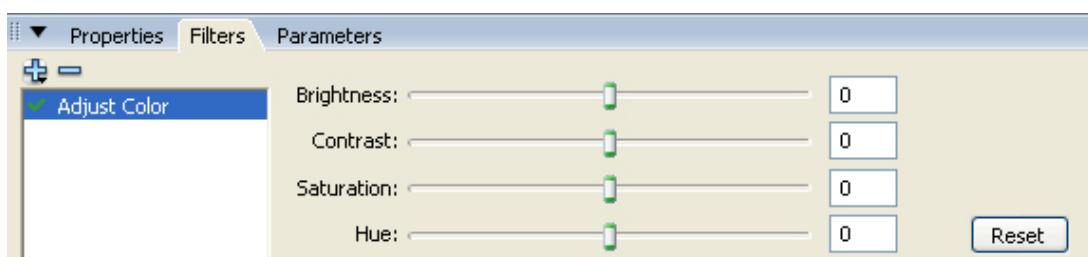 Properties Filters Parameters
Adjust Color
Brightness: 0
Contrast: 0
Saturation: 0
Hue: 0 Reset